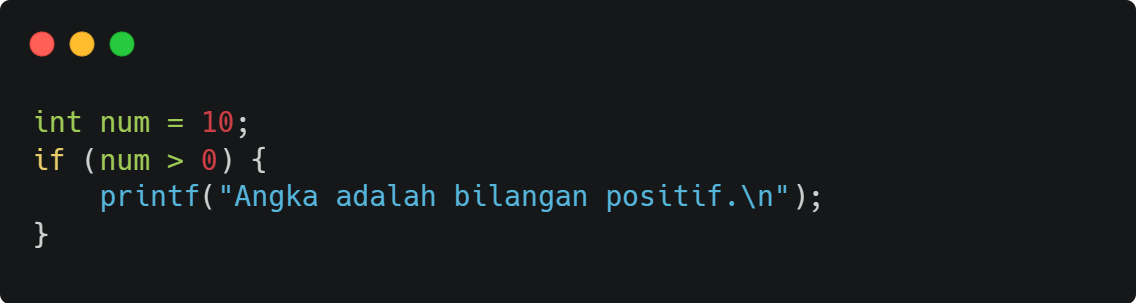 int num = 10;
if (num > 0) {
    printf("Angka adalah bilangan positif.\n");
}